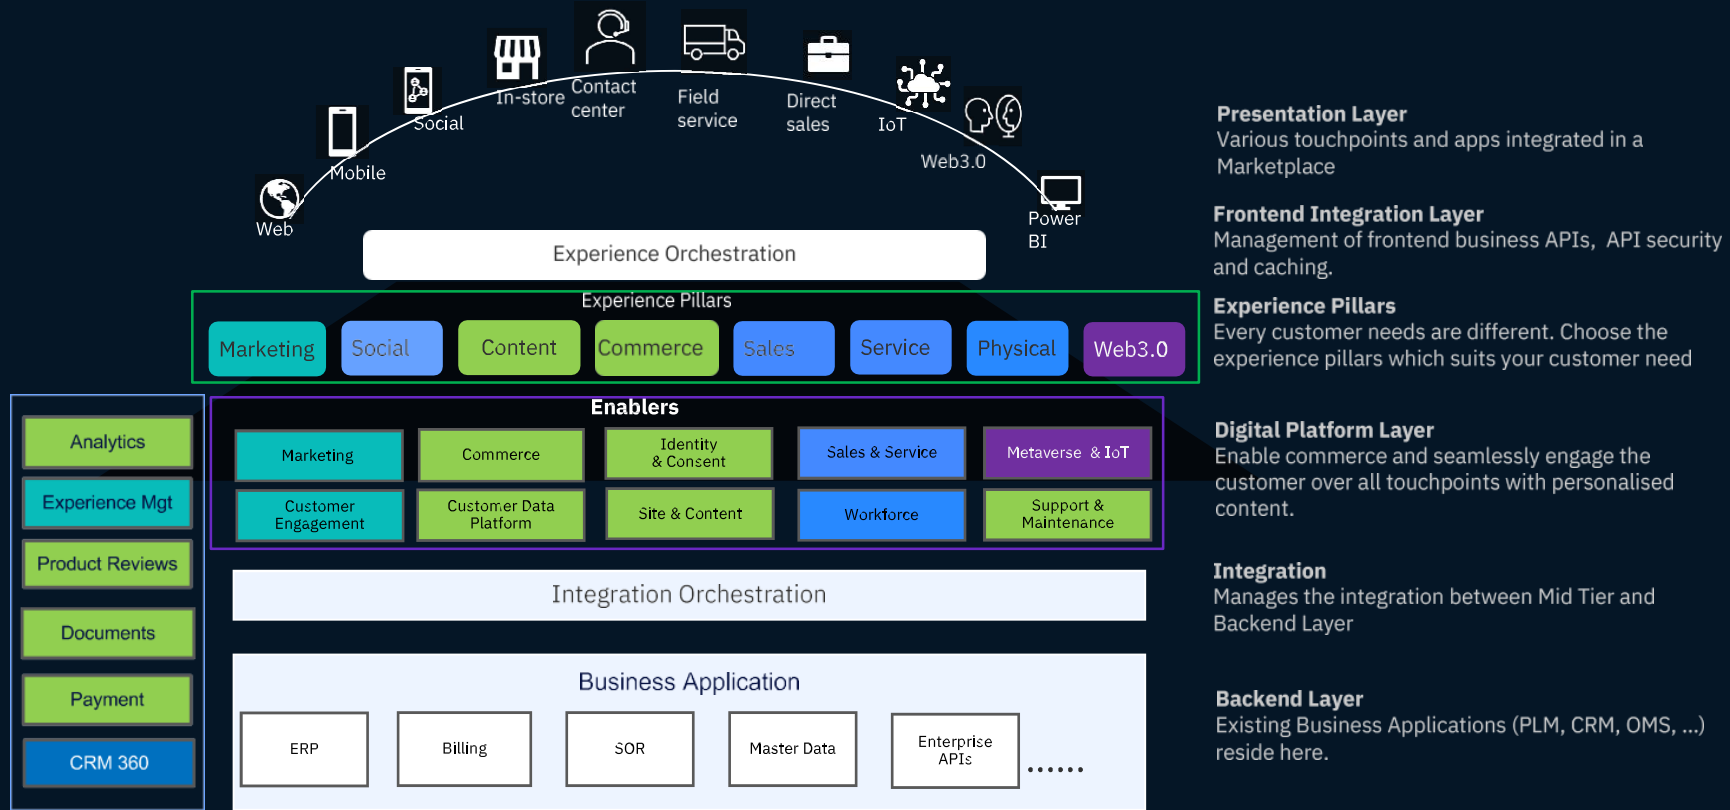 Web
Mobile
Social
In-store
Contact
center
Field
service
Direct
sales
IoT
Web3.0
Power
BI
Experience Orchestration
Experience Pillars
Marketing
Social
Content
Commerce
Sales
Service
Physical
Web3.0
Enablers
Marketing
Commerce
Identity
& Consent
Sales & Service
Metaverse & IoT
Customer
Engagement
Customer Data
Platform
Site & Content
Workforce
Support &
Maintenance
Analytics
Experience Mgt
Product Reviews
Documents
Payment
CRM 360
Integration Orchestration
Business Application
ERP
Billing
SOR
Master Data
Enterprise
APIs
......
Presentation Layer
Various touchpoints and apps integrated in a
Marketplace
Frontend Integration Layer
Management of frontend business APIs, API security
and caching.
Experience Pillars
Every customer needs are different. Choose the
experience pillars which suits your customer need
Digital Platform Layer
Enable commerce and seamlessly engage the
customer over all touchpoints with personalised
content.
Integration
Manages the integration between Mid Tier and
Backend Layer
Backend Layer
Existing Business Applications (PLM, CRM, OMS, ...)
reside here.